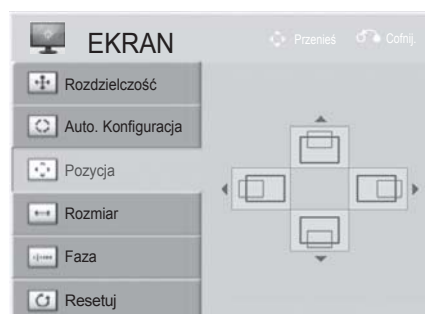 EKRAN
Przenieś
Cofnij.
Rozdzielczość
Auto. Konfiguracja
Pozycja
Rozmiar
Faza
Resetuj